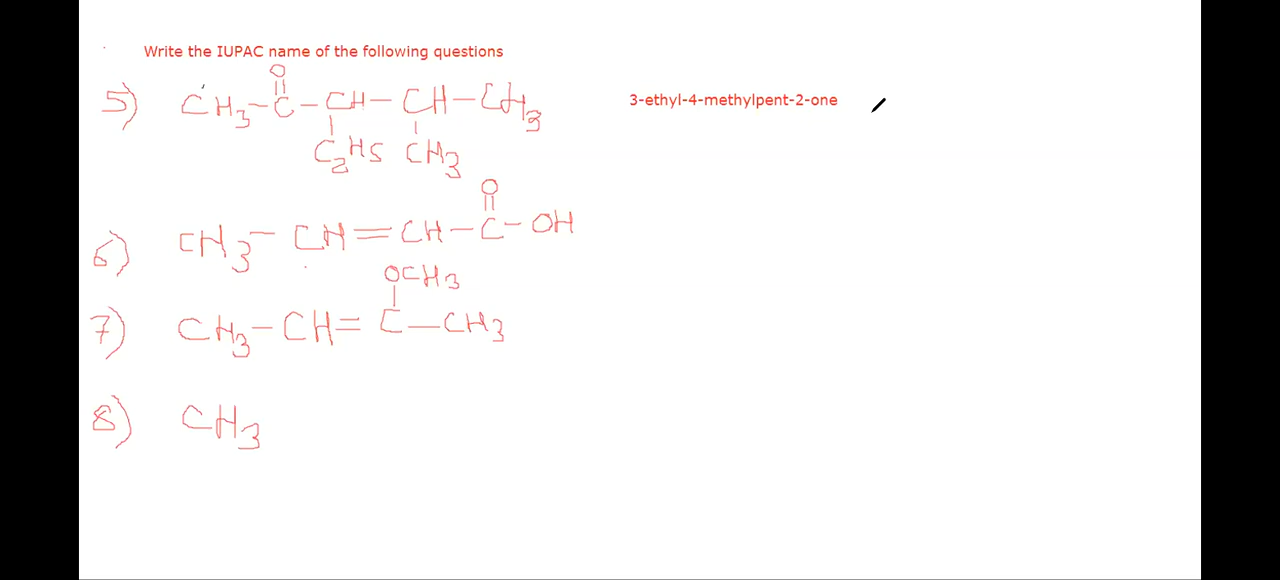 Write the IUPAC name of the following questions
O
5) CH3-C-CH-CH-CH3
3-ethyl-4-methylpent-2-one
C2H5 CH3
O
6) CH3-CH=CH-C-OH
OCH3
7) CH3-CH=C-CH3
8) CH3